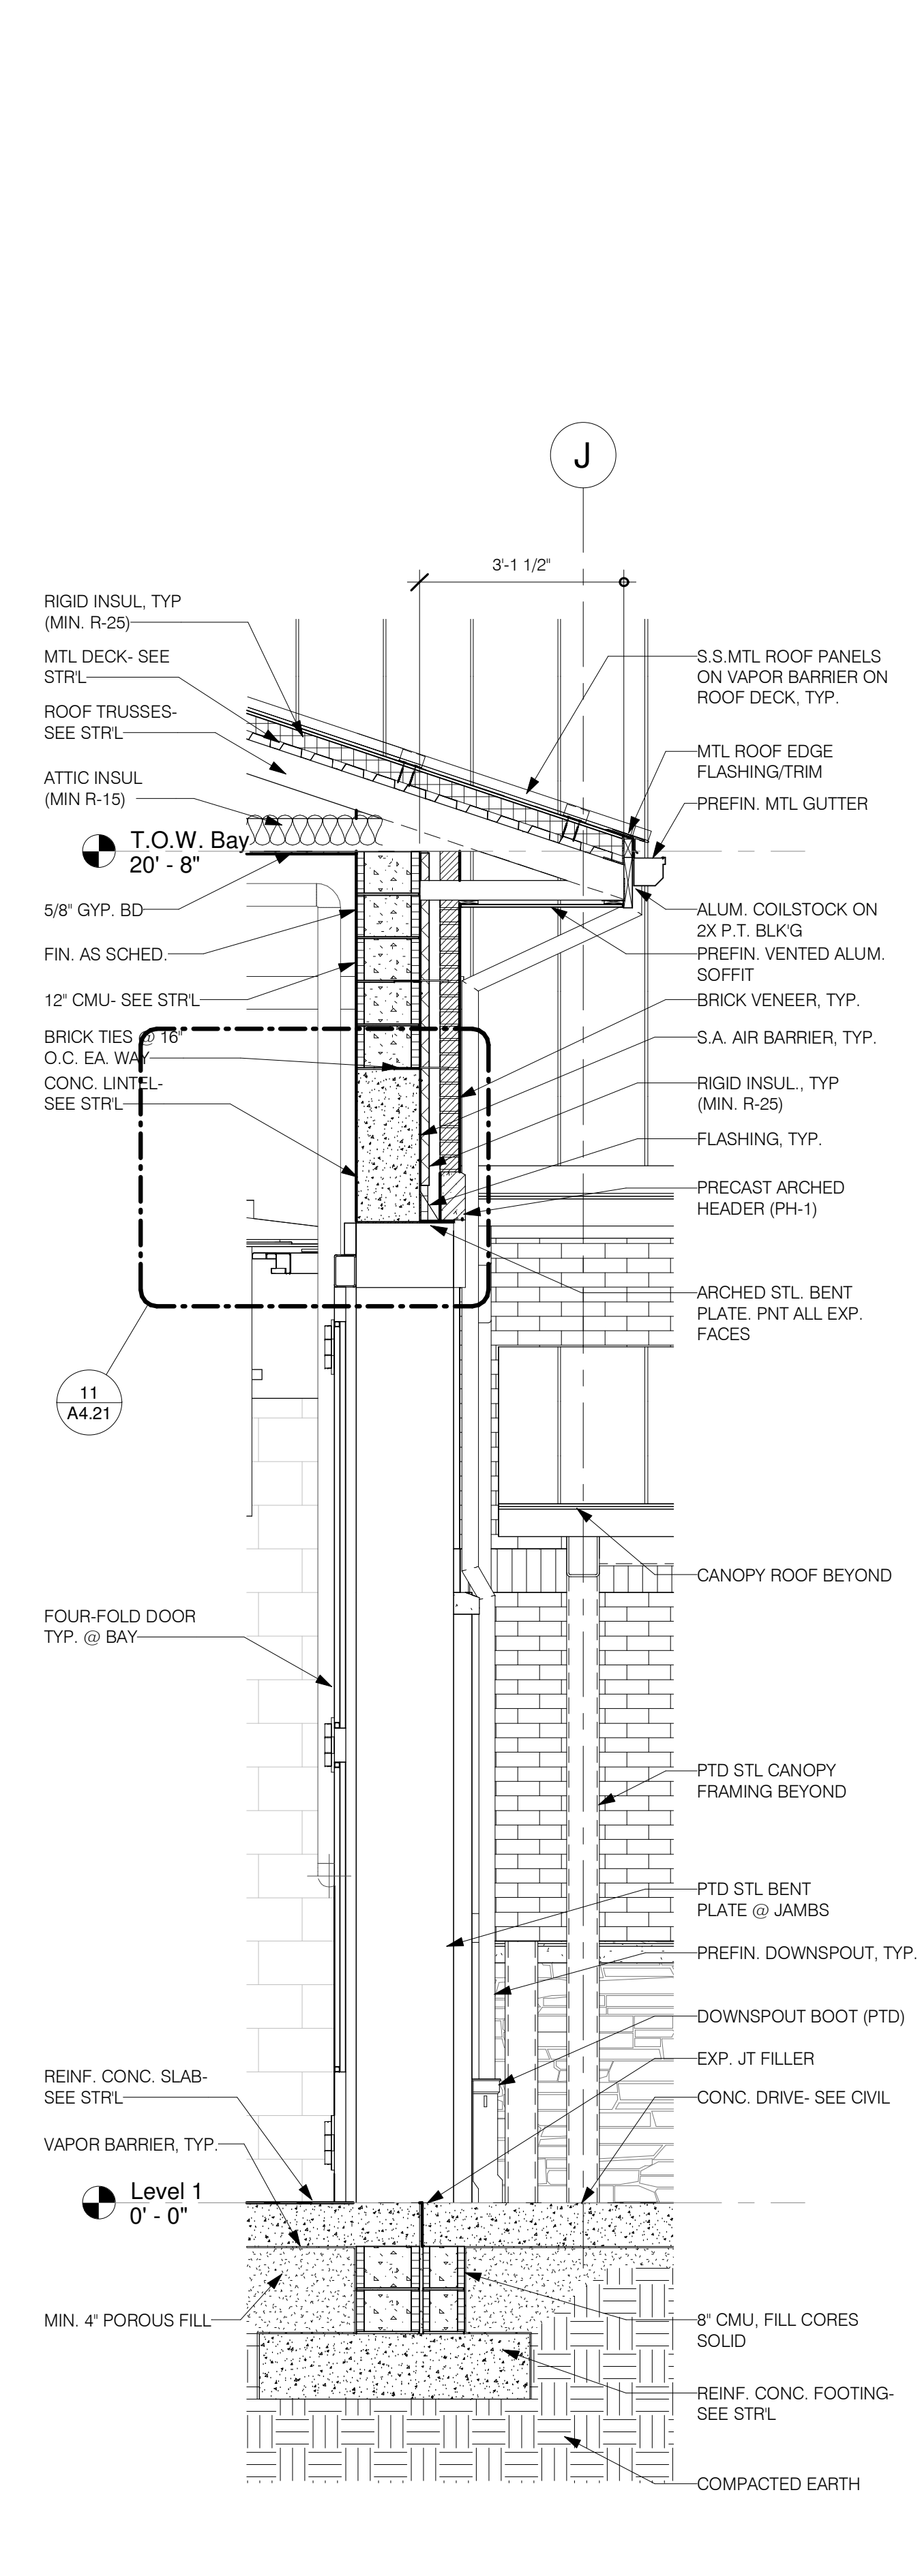 J
3'-1 1/2"
RIGID INSUL, TYP
(MIN. R-25)
MTL DECK- SEE
STR'L
ROOF TRUSSES-
SEE STR'L
ATTIC INSUL
(MIN R-15)
T.O.W. Bay
20' - 8"
5/8" GYP. BD
FIN. AS SCHED.
12" CMU- SEE STR'L
BRICK TIES @ 16"
O.C. EA. WAY
CONC. LINTEL-
SEE STR'L
11
A4.21
FOUR-FOLD DOOR
TYP. @ BAY
REINF. CONC. SLAB-
SEE STR'L
VAPOR BARRIER, TYP.
Level 1
0' - 0"
MIN. 4" POROUS FILL
S.S.MTL ROOF PANELS
ON VAPOR BARRIER ON
ROOF DECK, TYP.
MTL ROOF EDGE
FLASHING/TRIM
PREFIN. MTL GUTTER
ALUM. COILSTOCK ON
2X P.T. BLK'G
PREFIN. VENTED ALUM.
SOFFIT
BRICK VENEER, TYP.
S.A. AIR BARRIER, TYP.
RIGID INSUL., TYP
(MIN. R-25)
FLASHING, TYP.
PRECAST ARCHED
HEADER (PH-1)
ARCHED STL. BENT
PLATE. PNT ALL EXP.
FACES
CANOPY ROOF BEYOND
PTD STL CANOPY
FRAMING BEYOND
PTD STL BENT
PLATE @ JAMBS
PREFIN. DOWNSPOUT, TYP.
DOWNSPOUT BOOT (PTD)
EXP. JT FILLER
CONC. DRIVE- SEE CIVIL
8" CMU, FILL CORES
SOLID
REINF. CONC. FOOTING-
SEE STR'L
COMPACTED EARTH